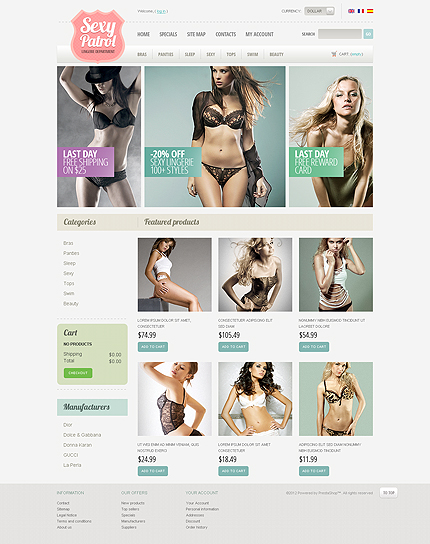 Sexy
Patrol
LINGERIE DEPARTMENT
Welcome, ( log in )
CURRENCY: DOLLAR
HOME SPECIALS SITE MAP CONTACTS MY ACCOUNT
SEARCH GO
BRAS PANTIES SLEEP SEXY TOPS SWIM BEAUTY
CART: (empty)
LAST DAY
FREE SHIPPING
ON $25
-20% OFF
SEXY LINGERIE
100+ STYLES
LAST DAY
FREE REWARD
CARD
Categories
Bras
Panties
Sleep
Sexy
Tops
Swim
Beauty
Cart
NO PRODUCTS
Shipping $0.00
Total $0.00
CHECKOUT
Manufacturers
Dior
Dolce & Gabbana
Donna Karan
GUCCI
La-Perla
Featured products
LOREM IPSUM DOLOR SIT AMET, CONSECTETUER
$74.99
ADD TO CART
CONSECTETUER ADIPISCING ELIT SED DIAM
$105.49
ADD TO CART
NONUMMY NIBH EUISMOD TINCIDUNT UT LAOREET DOLORE
$54.99
ADD TO CART
UT WISI ENIM AD MINIM VENIAM, QUIS NOSTRUD EXERCI
$24.99
ADD TO CART
LOREM IPSUM DOLOR SIT AMET, CONSECTETUER
$18.49
ADD TO CART
ADIPISCING ELIT SED DIAM NONUMMY NIBH EUISMOD TINCIDUNT
$11.99
ADD TO CART
INFORMATION
Contact
Sitemap
Legal Notice
Terms and conditions
About us
OUR OFFERS
New products
Top sellers
Specials
Manufacturers
Suppliers
YOUR ACCOUNT
Your Account
Personal information
Addresses
Discount
Order history
©2012 Powered by PrestaShop™. All rights reserved
TO TOP